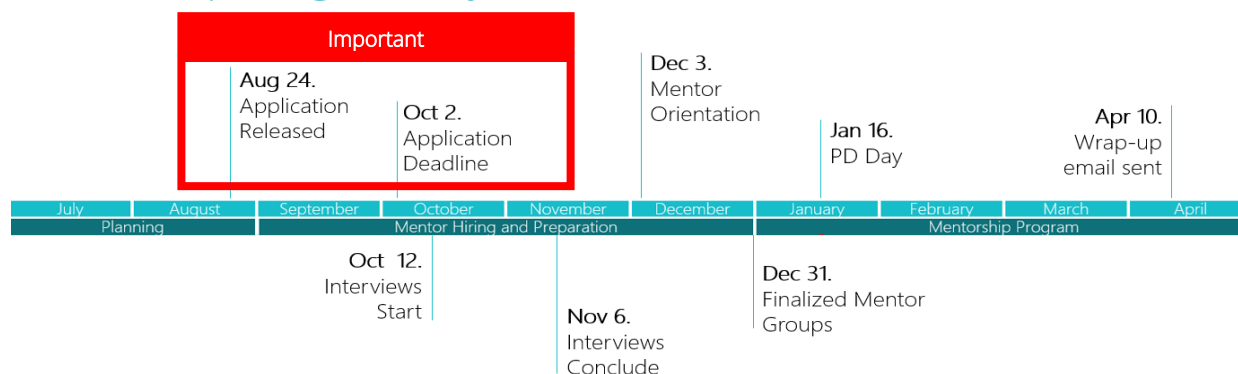 Important
Aug 24.
Application
Released
Oct 2.
Application
Deadline
Dec 3.
Mentor
Orientation
Jan 16.
PD Day
Apr 10.
Wrap-up
email sent
July August September October November December January February March April
Planning Mentor Hiring and Preparation Mentorship Program
Oct 12.
Interviews
Start
Nov 6.
Interviews
Conclude
Dec 31.
Finalized Mentor
Groups